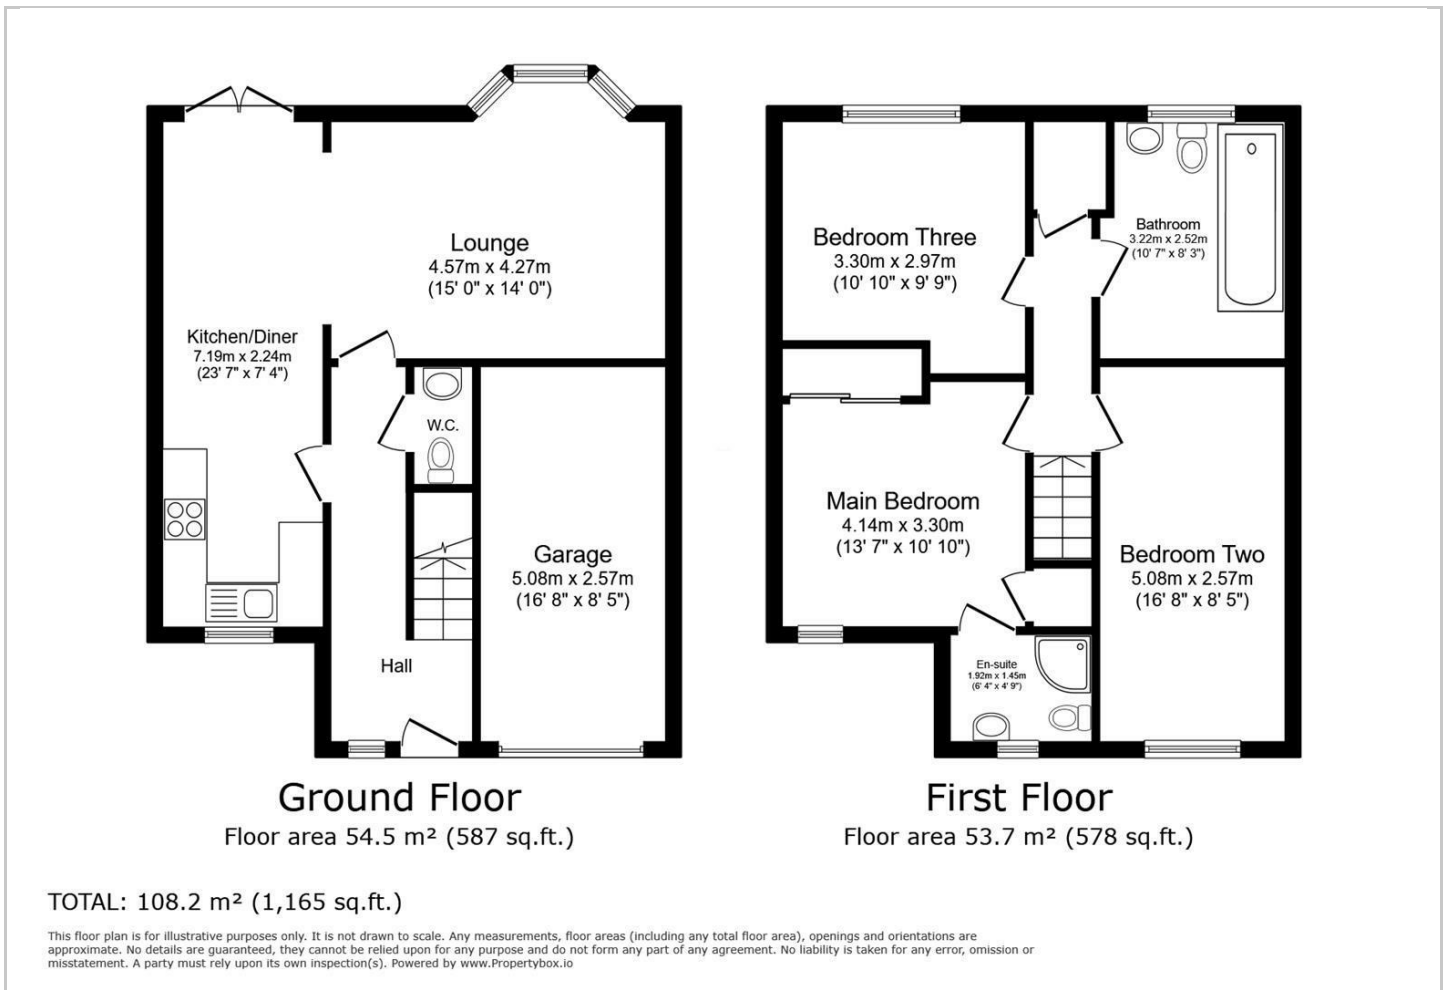 Lounge
4.57m x 4.27m
(15' 0" x 14' 0")
Kitchen/Diner
7.19m x 2.24m
(23' 7" x 7' 4")
W.C.
Garage
5.08m x 2.57m
(16' 8" x 8' 5")
Hall
Ground Floor
Floor area 54.5 m² (587 sq.ft.)
Bedroom Three
3.30m x 2.97m
(10' 10" x 9' 9")
Bathroom
3.22m x 2.52m
(10' 7" x 8' 3")
Main Bedroom
4.14m x 3.30m
(13' 7" x 10' 10")
Bedroom Two
5.08m x 2.57m
(16' 8" x 8' 5")
En-suite
1.92m x 1.45m
(6' 4" x 4' 9")
First Floor
Floor area 53.7 m² (578 sq.ft.)
TOTAL: 108.2 m² (1,165 sq.ft.)
This floor plan is for illustrative purposes only. It is not drawn to scale. Any measurements, floor areas (including any total floor area), openings and orientations are
approximate. No details are guaranteed, they cannot be relied upon for any purpose and do not form any part of any agreement. No liability is taken for any error, omission or
misstatement. A party must rely upon its own inspection(s). Powered by www.Propertybox.io